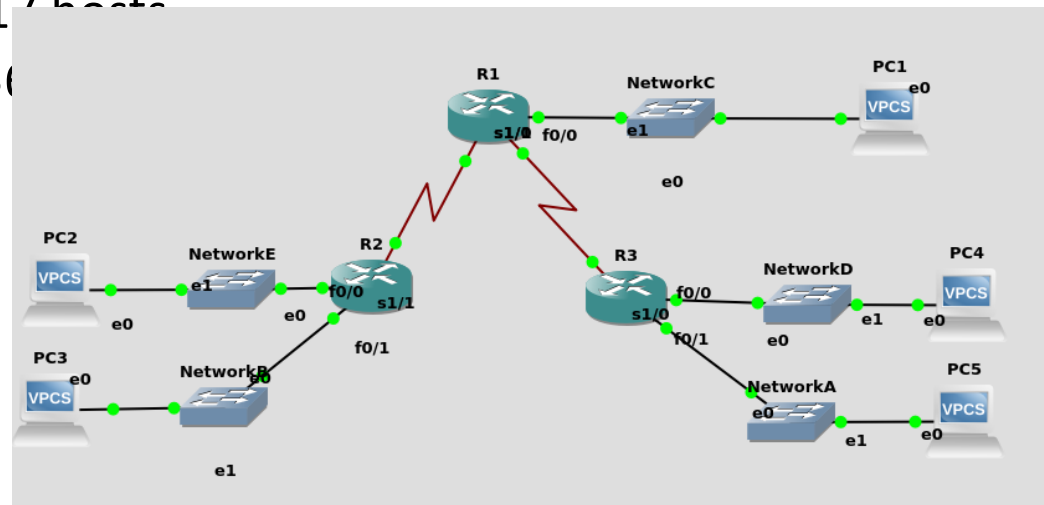 hosts
R1
NetworkC
PC1
e0
VPCS
f0/0
e1
e0
PC2
NetworkE
R2
R3
NetworkD
PC4
VPCS
e1
f0/0
s1/1
f0/0
VPCS
e0
e0
s1/0
e1
e0
f0/1
f0/1
e0
PC3
e0
NetworkB
e0
NetworkA
PC5
VPCS
e0
VPCS
e1
e0
e1